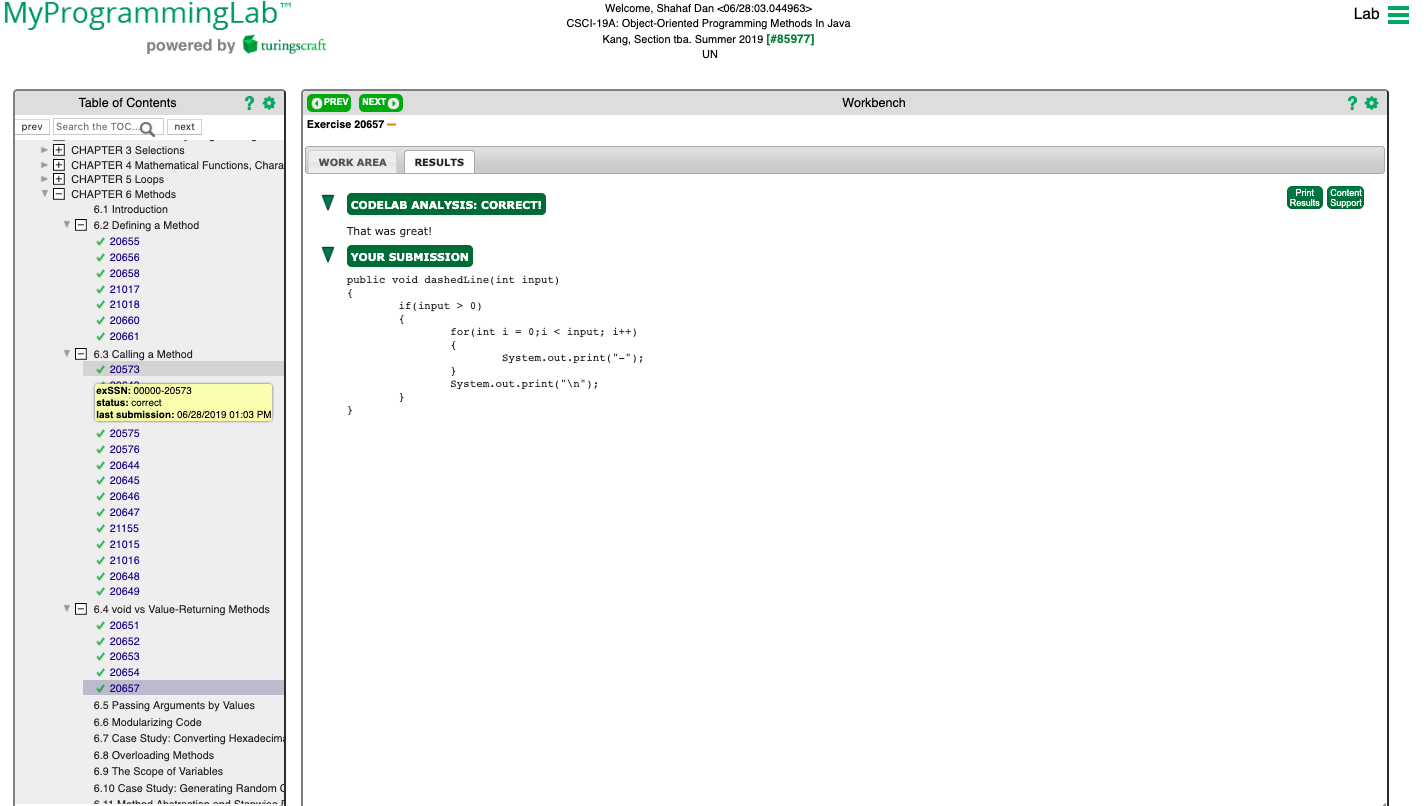 MyProgrammingLab™
powered by turingscraft
Welcome, Shahaf Dan <06/28:03.044963>
CSCI-19A: Object-Oriented Programming Methods In Java
Kang, Section tba. Summer 2019 [#85977]
UN
Lab
Table of Contents
?
prev
Search the TOC...
next
CHAPTER 3 Selections
CHAPTER 4 Mathematical Functions, Chara
CHAPTER 5 Loops
CHAPTER 6 Methods
6.1 Introduction
6.2 Defining a Method
20655
20656
20658
21017
21018
20660
20661
6.3 Calling a Method
20573
exSSN: 00000-20573
status: correct
last submission: 06/28/2019 01:03 PM
20575
20576
20644
20645
20646
20647
21155
21015
21016
20648
20649
6.4 void vs Value-Returning Methods
20651
20652
20653
20654
20657
6.5 Passing Arguments by Values
6.6 Modularizing Code
6.7 Case Study: Converting Hexadecima
6.8 Overloading Methods
6.9 The Scope of Variables
6.10 Case Study: Generating Random C
6.11 Method Abstraction and Stepwise
PREV
NEXT
Workbench
?
Exercise 20657
WORK AREA
RESULTS
Print Results
Content Support
CODELAB ANALYSIS: CORRECT!
That was great!
YOUR SUBMISSION
public void dashedLine(int input)
{
if(input > 0)
{
for(int i = 0;i < input; i++)
{
System.out.print("-");
}
System.out.print("\n");
}
}